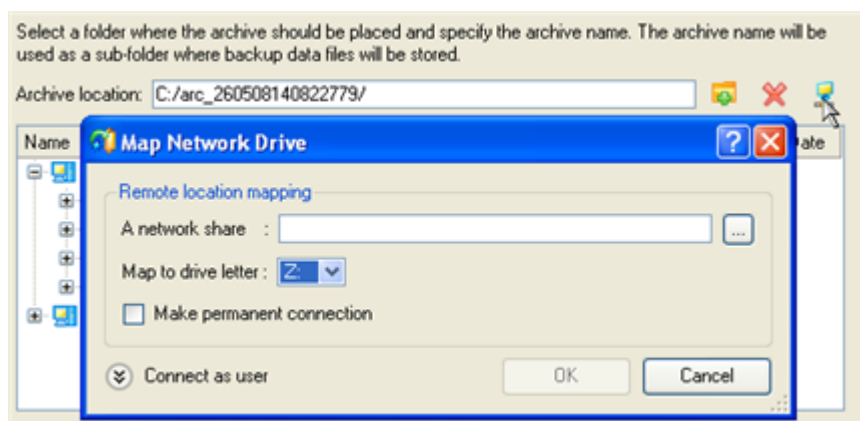 Select a folder where the archive should be placed and specify the archive name. The archive name will be
used as a sub-folder where backup data files will be stored.
Archive location: C:/arc_260508140822779/
Name
Map Network Drive
?
ate
Remote location mapping
A network share :
...
Map to drive letter : Z:
Make permanent connection
Connect as user
OK
Cancel